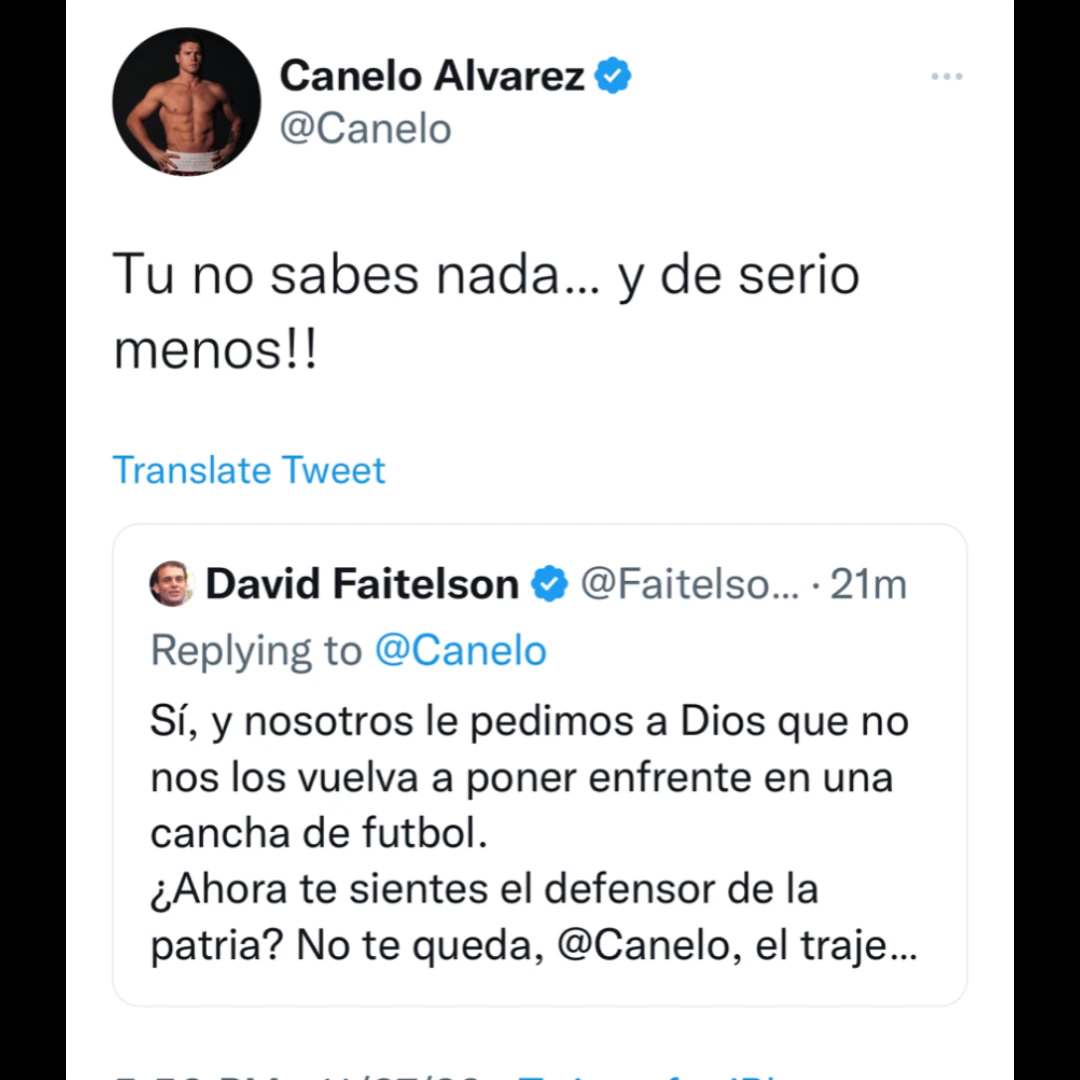 Canelo Alvarez
@Canelo
Tu no sabes nada... y de serio
menos!!
Translate Tweet
David Faitelson @Faitelso... · 21m
Replying to @Canelo
Sí, y nosotros le pedimos a Dios que no
nos los vuelva a poner enfrente en una
cancha de futbol.
¿Ahora te sientes el defensor de la
patria? No te queda, @Canelo, el traje...